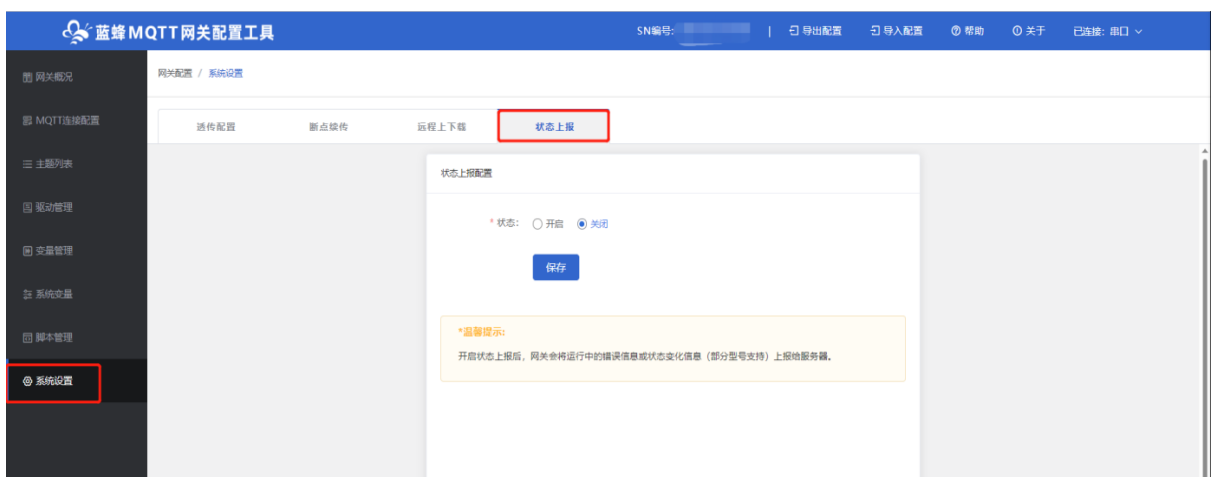 蓝蜂MQTT网关配置工具
SN编号:
| 导出配置 导入配置 帮助 关于 已连接: 串口
网关概况
MQTT连接配置
主题列表
驱动管理
变量管理
系统变量
脚本管理
系统设置
网关配置 / 系统设置
透传配置 断点续传 远程上下载 状态上报
状态上报配置
* 状态: 开启 关闭
保存
*温馨提示:
开启状态上报后，网关会将运行中的错误信息或状态变化信息（部分型号支持）上报给服务器。